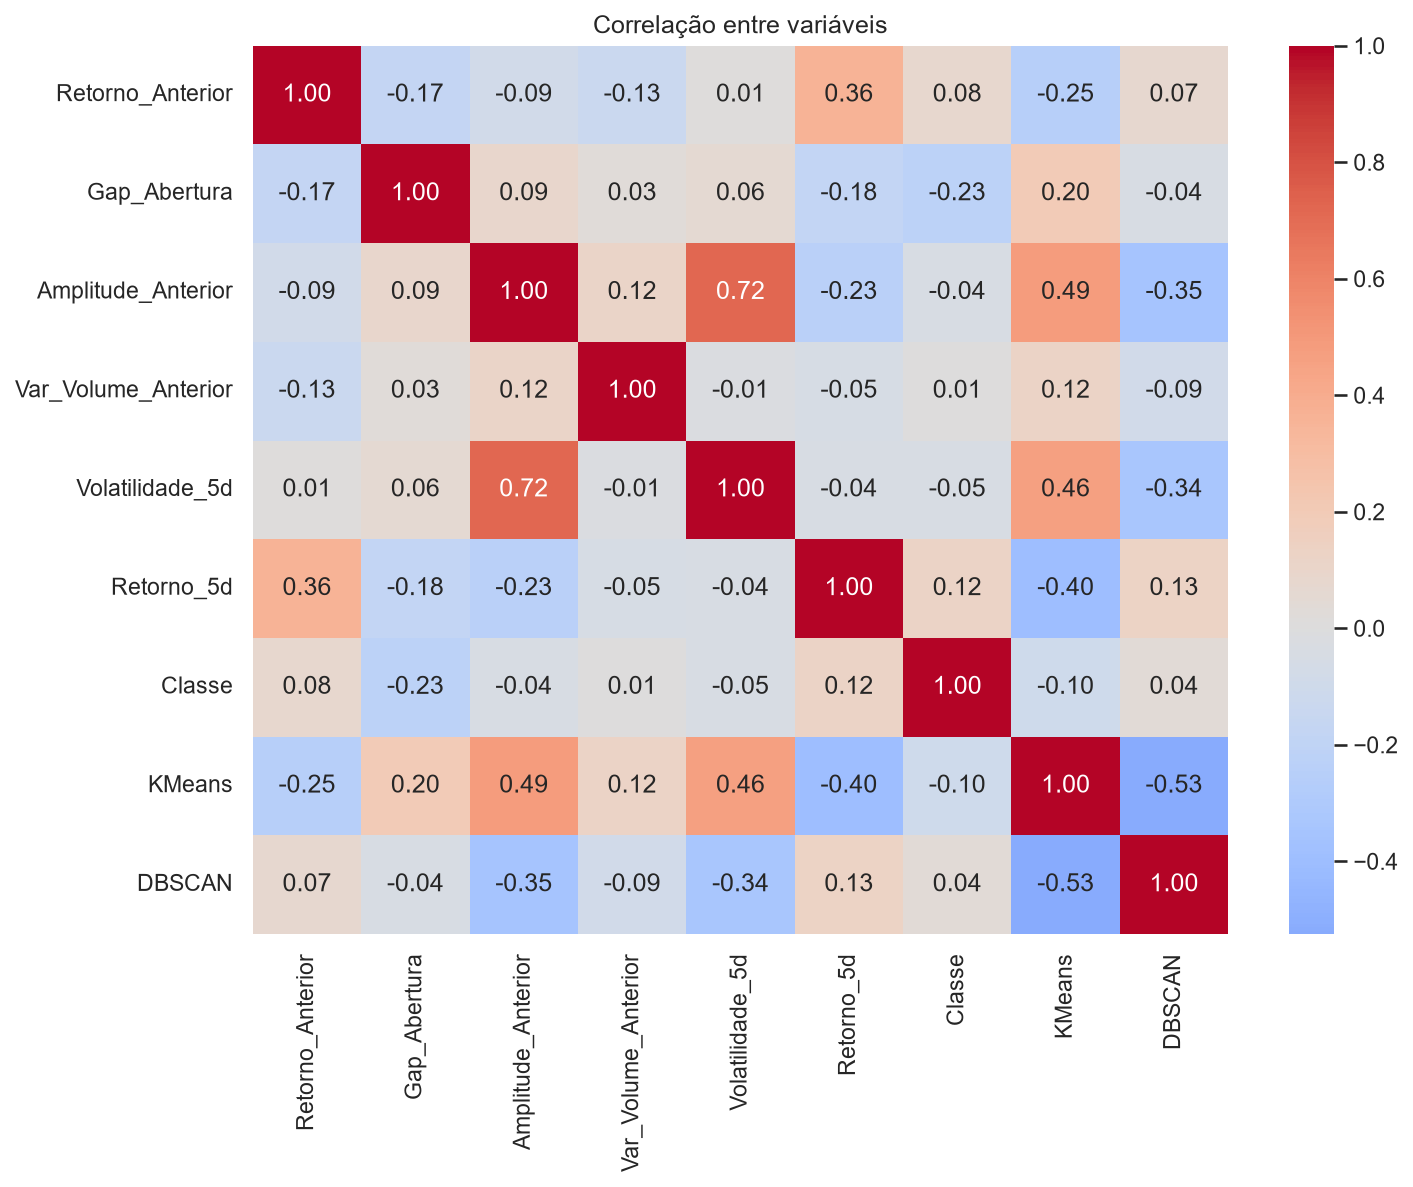 Correlação entre variáveis
Retorno_Anterior 1.00 -0.17 -0.09 -0.13 0.01 0.36 0.08 -0.25 0.07
Gap_Abertura -0.17 1.00 0.09 0.03 0.06 -0.18 -0.23 0.20 -0.04
Amplitude_Anterior -0.09 0.09 1.00 0.12 0.72 -0.23 -0.04 0.49 -0.35
Var_Volume_Anterior -0.13 0.03 0.12 1.00 -0.01 -0.05 0.01 0.12 -0.09
Volatilidade_5d 0.01 0.06 0.72 -0.01 1.00 -0.04 -0.05 0.46 -0.34
Retorno_5d 0.36 -0.18 -0.23 -0.05 -0.04 1.00 0.12 -0.40 0.13
Classe 0.08 -0.23 -0.04 0.01 -0.05 0.12 1.00 -0.10 0.04
KMeans -0.25 0.20 0.49 0.12 0.46 -0.40 -0.10 1.00 -0.53
DBSCAN 0.07 -0.04 -0.35 -0.09 -0.34 0.13 0.04 -0.53 1.00
Retorno_Anterior
Gap_Abertura
Amplitude_Anterior
Var_Volume_Anterior
Volatilidade_5d
Retorno_5d
Classe
KMeans
DBSCAN
1.0
0.8
0.6
0.4
0.2
0.0
−0.2
−0.4